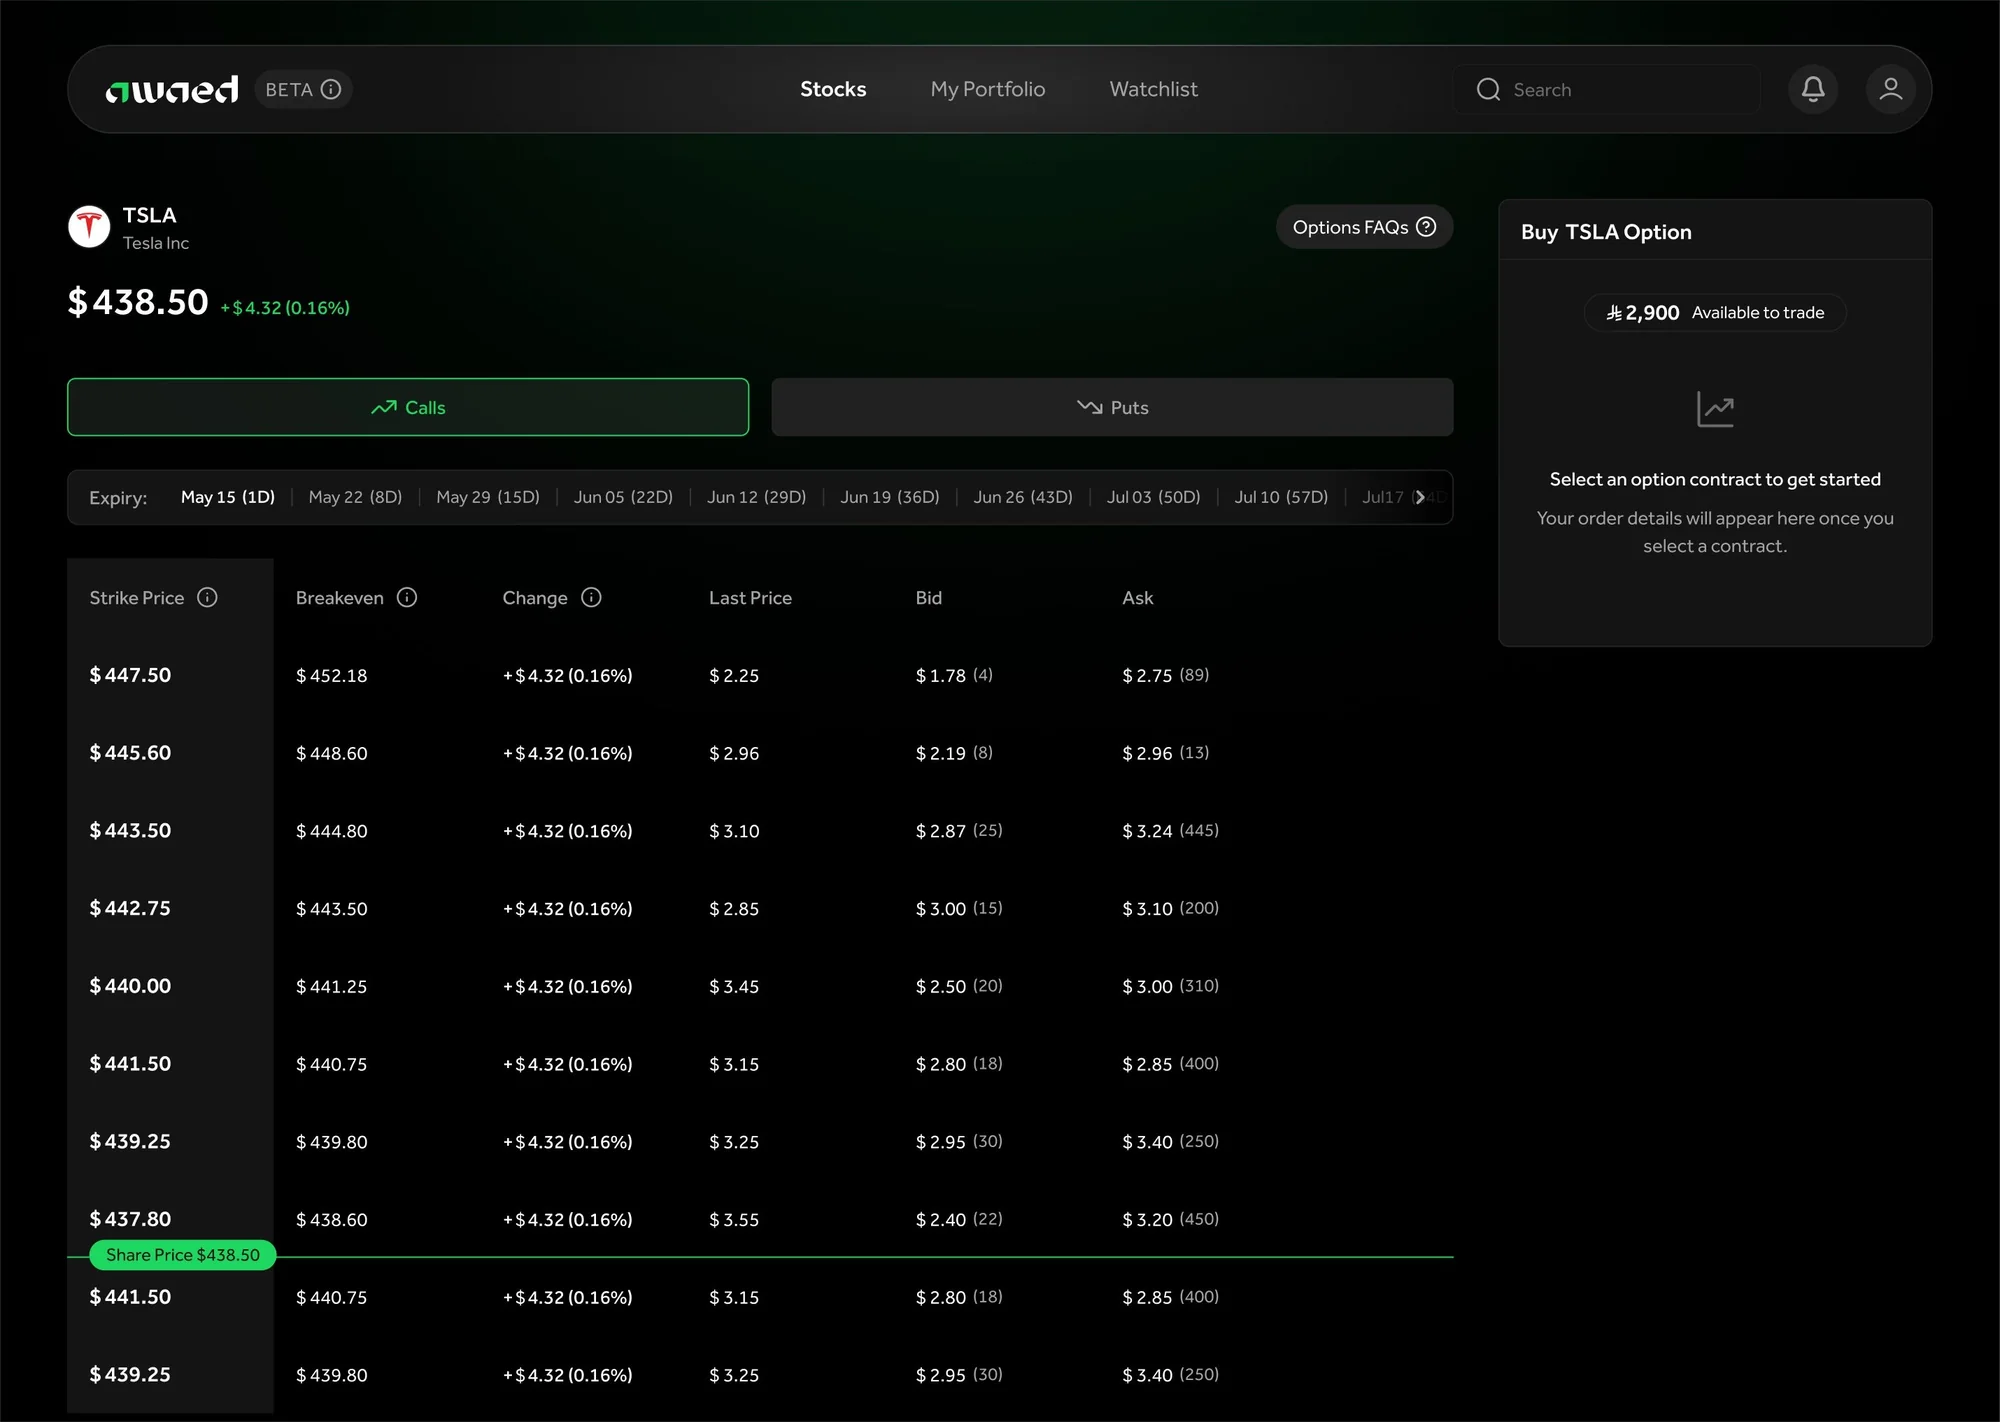 awaed BETA Stocks My Portfolio Watchlist Search
TSLA
Tesla Inc
Options FAQs
$438.50 +$4.32 (0.16%)
Calls Puts
Expiry: May 15 (1D) May 22 (8D) May 29 (15D) Jun 05 (22D) Jun 12 (29D) Jun 19 (36D) Jun 26 (43D) Jul 03 (50D) Jul 10 (57D) Jul17
Strike Price Breakeven Change Last Price Bid Ask
$447.50 $452.18 +$4.32 (0.16%) $2.25 $1.78 (4) $2.75 (89)
$445.60 $448.60 +$4.32 (0.16%) $2.96 $2.19 (8) $2.96 (13)
$443.50 $444.80 +$4.32 (0.16%) $3.10 $2.87 (25) $3.24 (445)
$442.75 $443.50 +$4.32 (0.16%) $2.85 $3.00 (15) $3.10 (200)
$440.00 $441.25 +$4.32 (0.16%) $3.45 $2.50 (20) $3.00 (310)
$441.50 $440.75 +$4.32 (0.16%) $3.15 $2.80 (18) $2.85 (400)
$439.25 $439.80 +$4.32 (0.16%) $3.25 $2.95 (30) $3.40 (250)
$437.80 $438.60 +$4.32 (0.16%) $3.55 $2.40 (22) $3.20 (450)
Share Price $438.50
$441.50 $440.75 +$4.32 (0.16%) $3.15 $2.80 (18) $2.85 (400)
$439.25 $439.80 +$4.32 (0.16%) $3.25 $2.95 (30) $3.40 (250)
Buy TSLA Option
2,900 Available to trade
Select an option contract to get started
Your order details will appear here once you
select a contract.